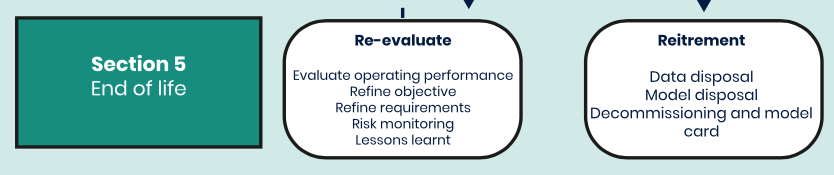 Section 5
End of life
Re-evaluate
Evaluate operating performance
Refine objective
Refine requirements
Risk monitoring
Lessons learnt
Reitrement
Data disposal
Model disposal
Decommissioning and model
card